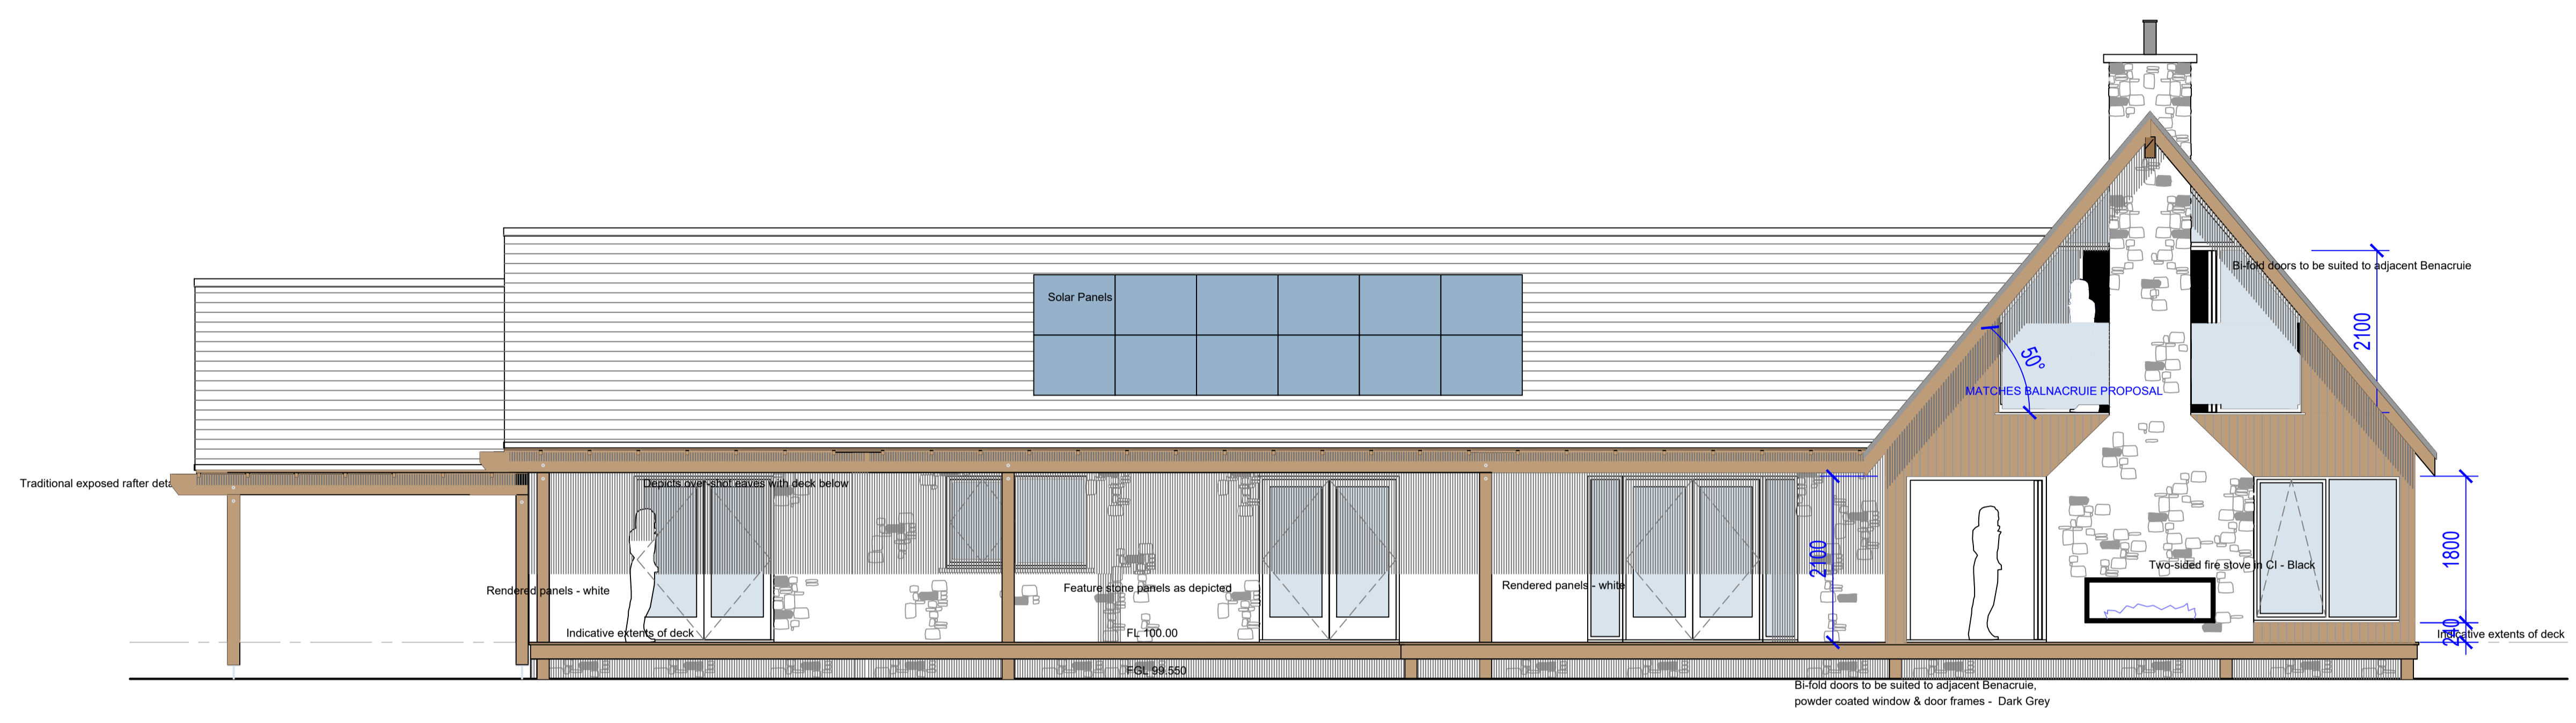 Bi-fold doors to be suited to adjacent Benacruie
Solar Panels
2100
50°
MATCHES BALNACRUIE PROPOSAL
Traditional exposed rafter deta
Depicts over-shot eaves with deck below
2100
1800
Two-sided fire stove in CI - Black
Rendered panels - white
Feature stone panels as depicted
Rendered panels - white
Indicative extents of deck
FL 100.00
240
Indicative extents of deck
FGL 99.550
Bi-fold doors to be suited to adjacent Benacruie,
powder coated window & door frames - Dark Grey